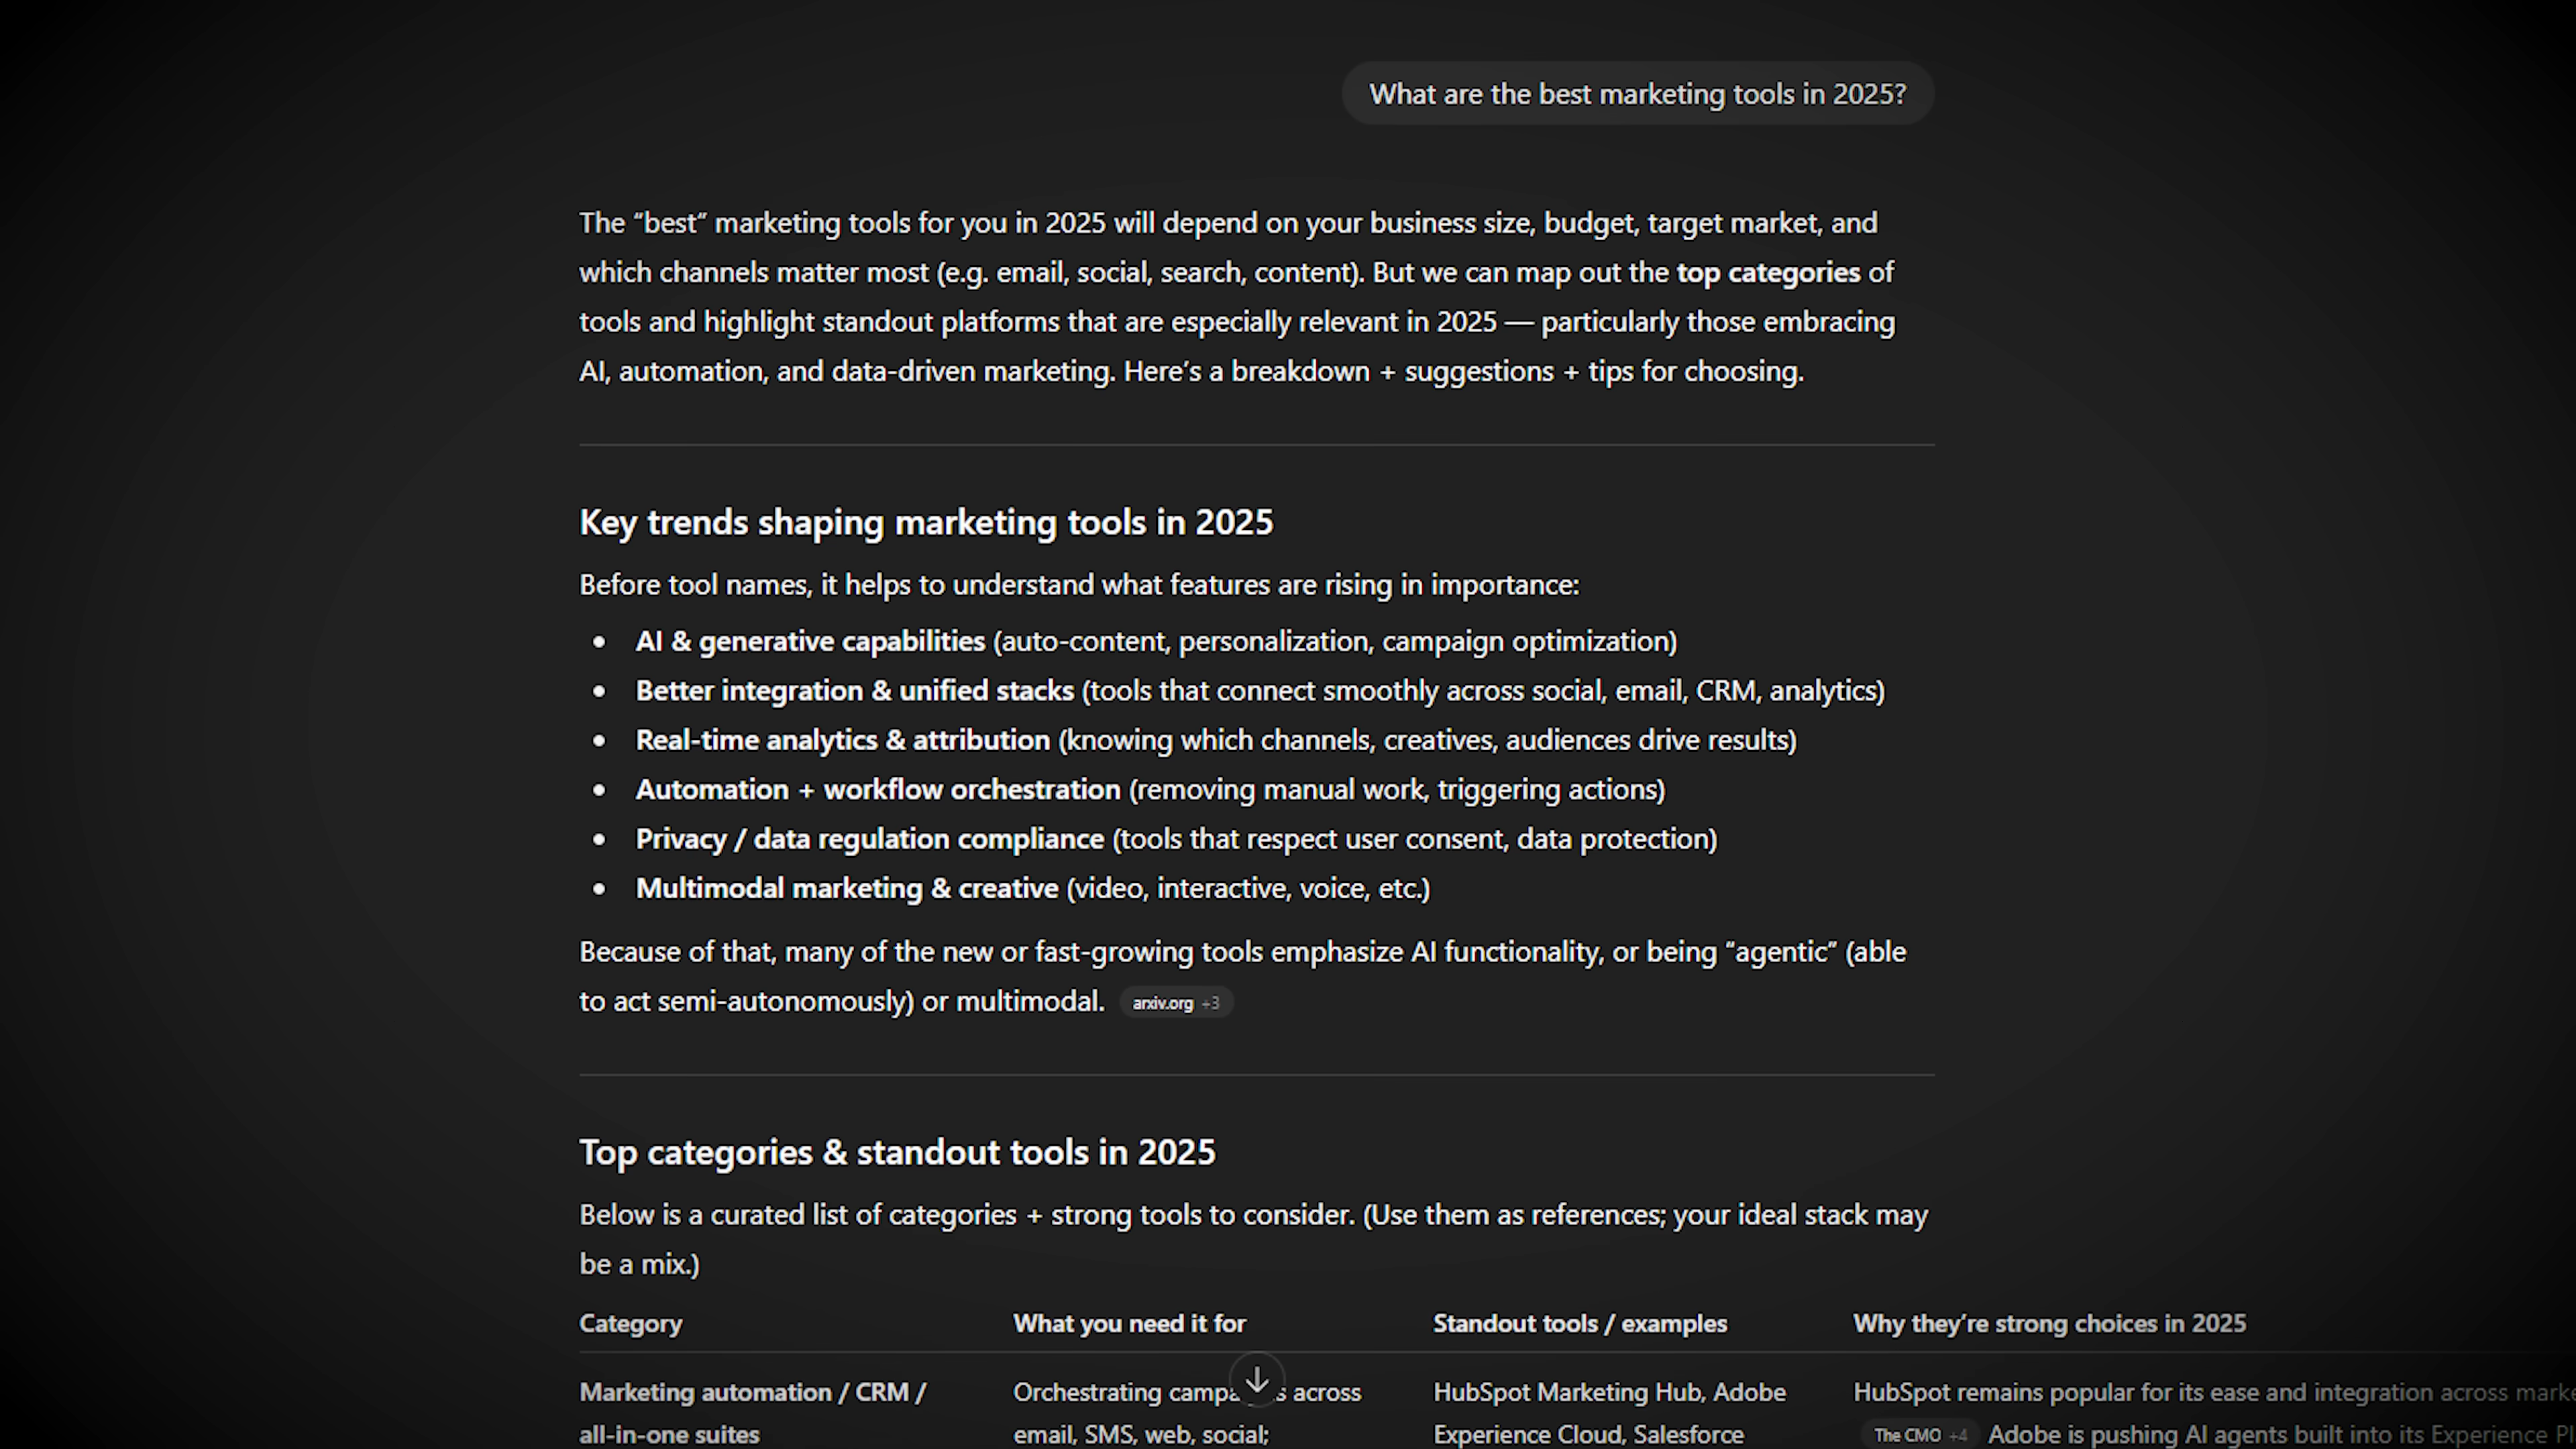 What are the best marketing tools in 2025?
The “best” marketing tools for you in 2025 will depend on your business size, budget, target market, and
which channels matter most (e.g. email, social, search, content). But we can map out the top categories of
tools and highlight standout platforms that are especially relevant in 2025 — particularly those embracing
AI, automation, and data-driven marketing. Here’s a breakdown + suggestions + tips for choosing.
Key trends shaping marketing tools in 2025
Before tool names, it helps to understand what features are rising in importance:
• AI & generative capabilities (auto-content, personalization, campaign optimization)
• Better integration & unified stacks (tools that connect smoothly across social, email, CRM, analytics)
• Real-time analytics & attribution (knowing which channels, creatives, audiences drive results)
• Automation + workflow orchestration (removing manual work, triggering actions)
• Privacy / data regulation compliance (tools that respect user consent, data protection)
• Multimodal marketing & creative (video, interactive, voice, etc.)
Because of that, many of the new or fast-growing tools emphasize AI functionality, or being “agentic” (able
to act semi-autonomously) or multimodal. arxiv.org +3
Top categories & standout tools in 2025
Below is a curated list of categories + strong tools to consider. (Use them as references; your ideal stack may
be a mix.)
Category What you need it for Standout tools / examples Why they’re strong choices in 2025
Marketing automation / CRM / Orchestrating across HubSpot Marketing Hub, Adobe HubSpot remains popular for its ease and integration across
all-in-one suites email, SMS, web, social; Experience Cloud, Salesforce The CMO +4 Adobe is pushing AI agents built into its Experience